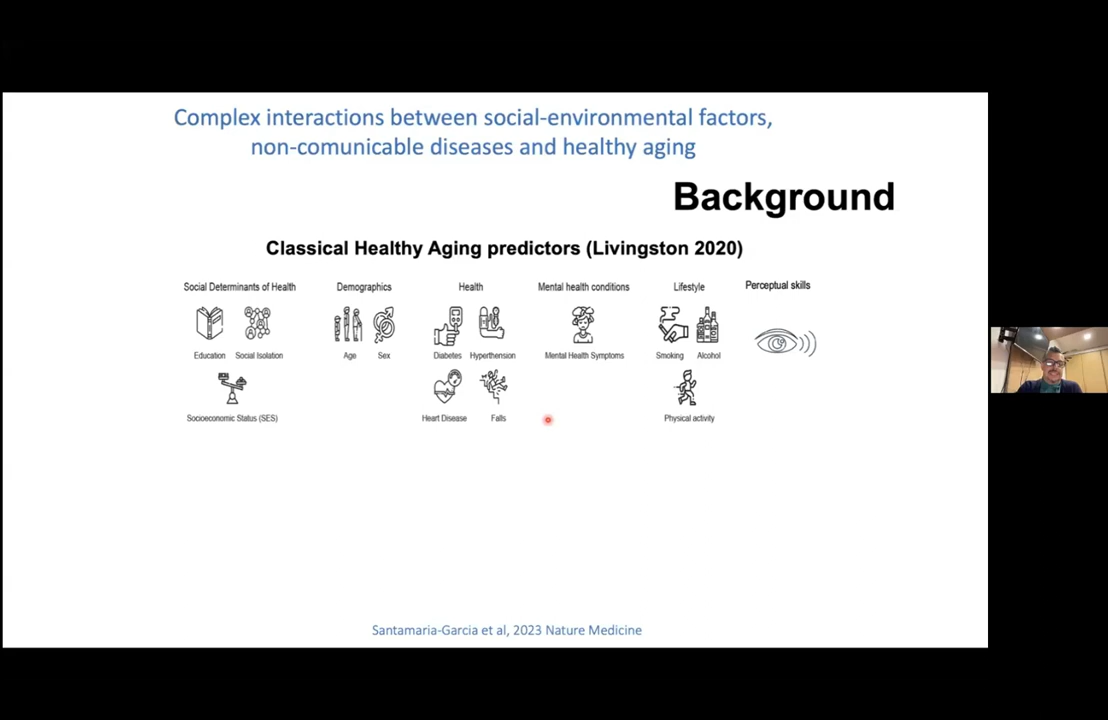 Complex interactions between social-environmental factors,
non-comunicable diseases and healthy aging
Background
Classical Healthy Aging predictors (Livingston 2020)
Social Determinants of Health
Demographics
Health
Mental health conditions
Lifestyle
Perceptual skills
Education
Social Isolation
Age
Sex
Diabetes
Hyperthension
Mental Health Symptoms
Smoking
Alcohol
Socioeconomic Status (SES)
Heart Disease
Falls
Physical activity
Santamaria-Garcia et al, 2023 Nature Medicine